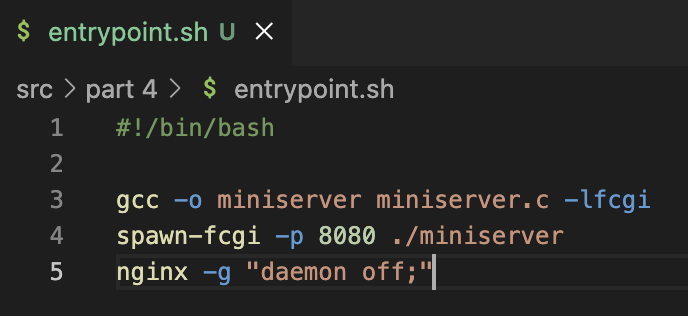 $ entrypoint.sh U ×
src > part 4 > $ entrypoint.sh
1 #!/bin/bash
2
3 gcc -o miniserver miniserver.c -lfcgi
4 spawn-fcgi -p 8080 ./miniserver
5 nginx -g "daemon off;"